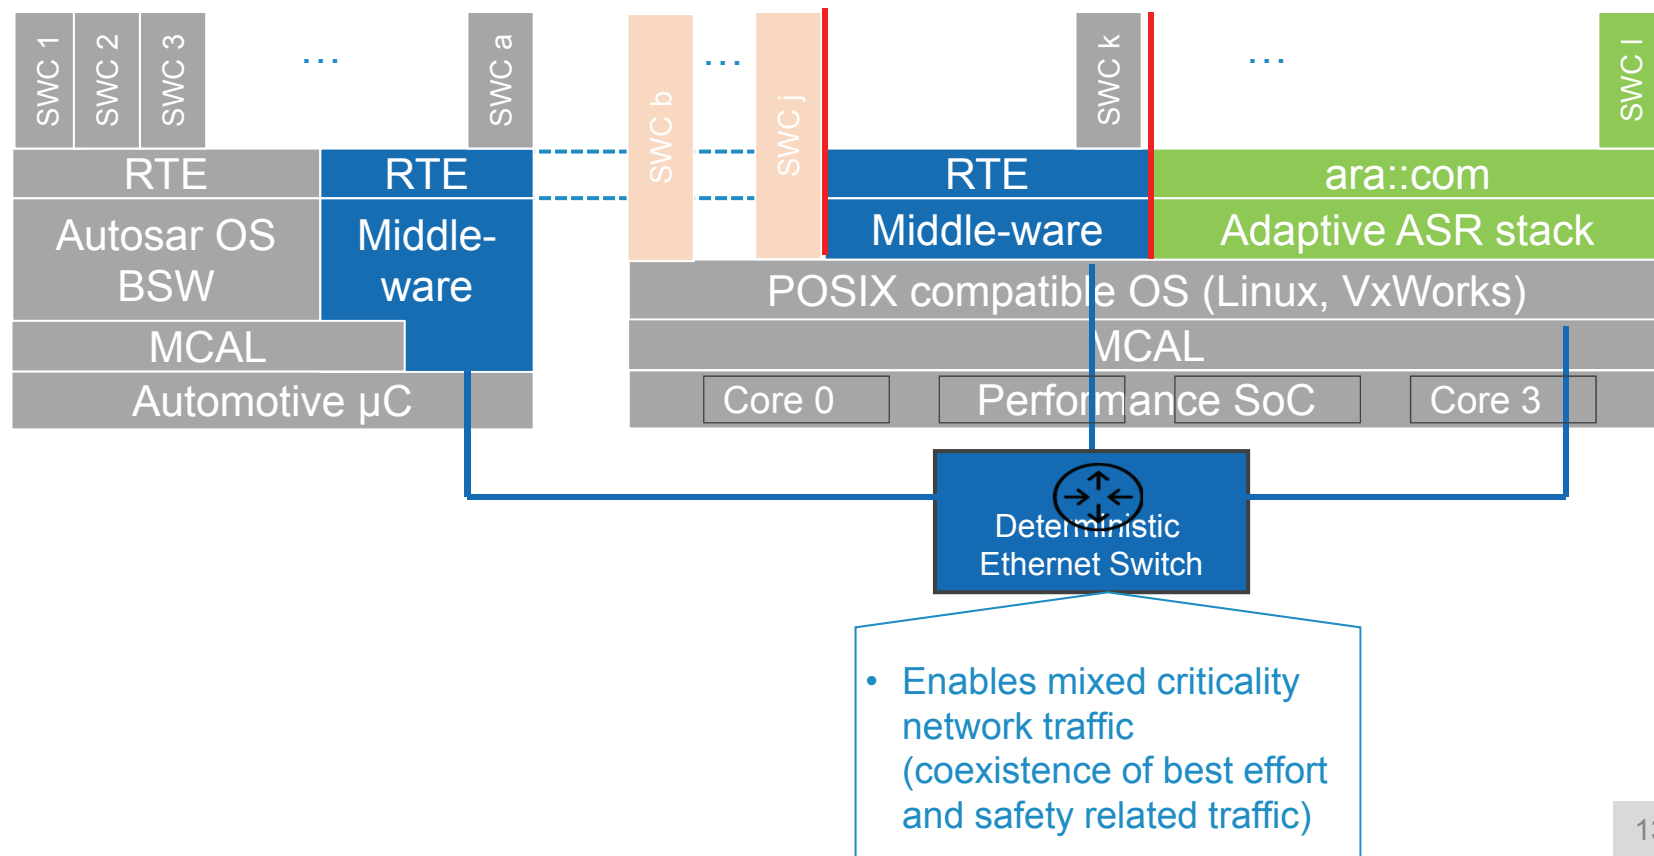 SWC 1
SWC 2
SWC 3
...
SWC a
SWC b
...
SWC j
SWC k
...
SWC l
RTE
RTE
RTE
ara::com
Autosar OS
BSW
Middle-
ware
Middle-ware
Adaptive ASR stack
POSIX compatible OS (Linux, VxWorks)
MCAL
MCAL
Automotive µC
Core 0
Performance SoC
Core 3
Deterministic
Ethernet Switch
• Enables mixed criticality
network traffic
(coexistence of best effort
and safety related traffic)